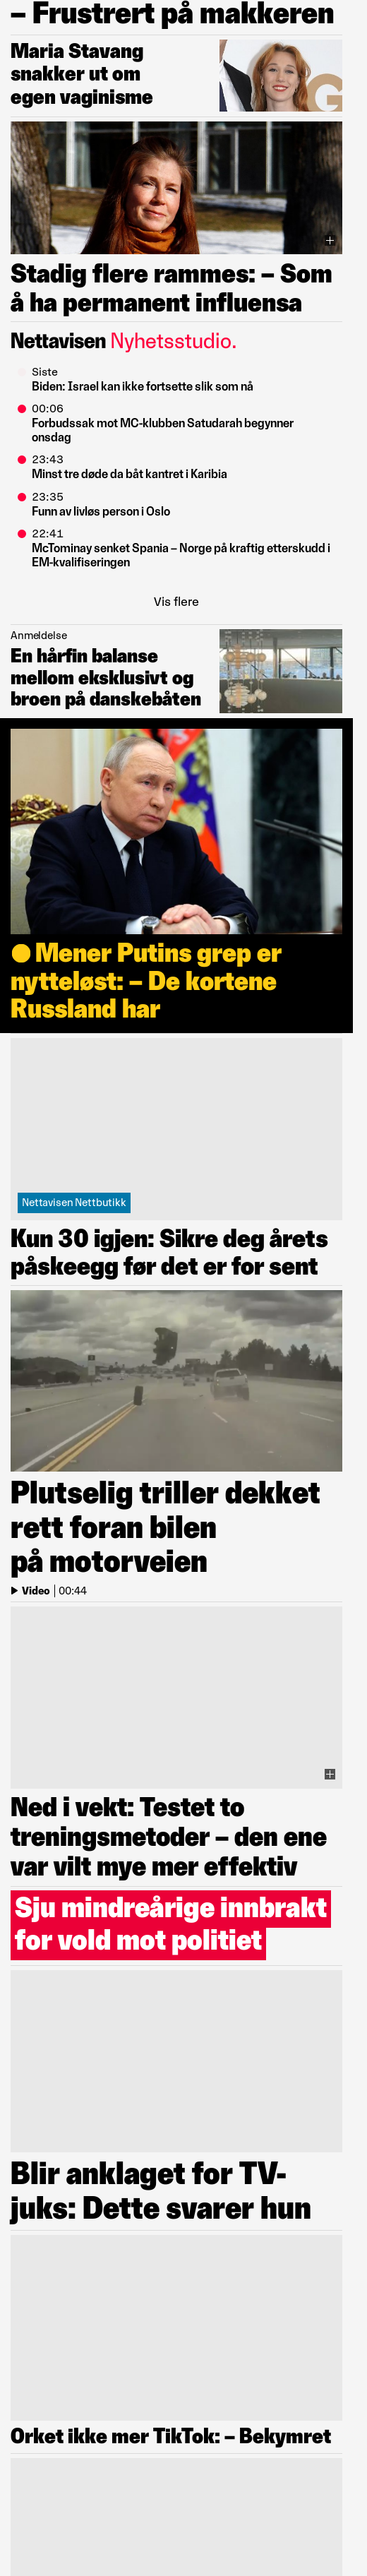 – Frustrert på makkeren
Maria Stavang
snakker ut om
egen vaginisme
G
Stadig flere rammes: – Som
å ha permanent influensa
Nettavisen Nyhetsstudio.
Siste
Biden: Israel kan ikke fortsette slik som nå
00:06
Forbudssak mot MC-klubben Satudarah begynner
onsdag
23:43
Minst tre døde da båt kantret i Karibia
23:35
Funn av livløs person i Oslo
22:41
McTominay senket Spania – Norge på kraftig etterskudd i
EM-kvalifiseringen
Vis flere
Anmeldelse
En hårfin balanse
mellom eksklusivt og
broen på danskebåten
Mener Putins grep er
nytteløst: – De kortene
Russland har
Nettavisen Nettbutikk
Kun 30 igjen: Sikre deg årets
påskeegg før det er for sent
Plutselig triller dekket
rett foran bilen
på motorveien
Video | 00:44
Ned i vekt: Testet to
treningsmetoder – den ene
var vilt mye mer effektiv
Sju mindreårige innbrakt
for vold mot politiet
Blir anklaget for TV-
juks: Dette svarer hun
Orket ikke mer TikTok: – Bekymret